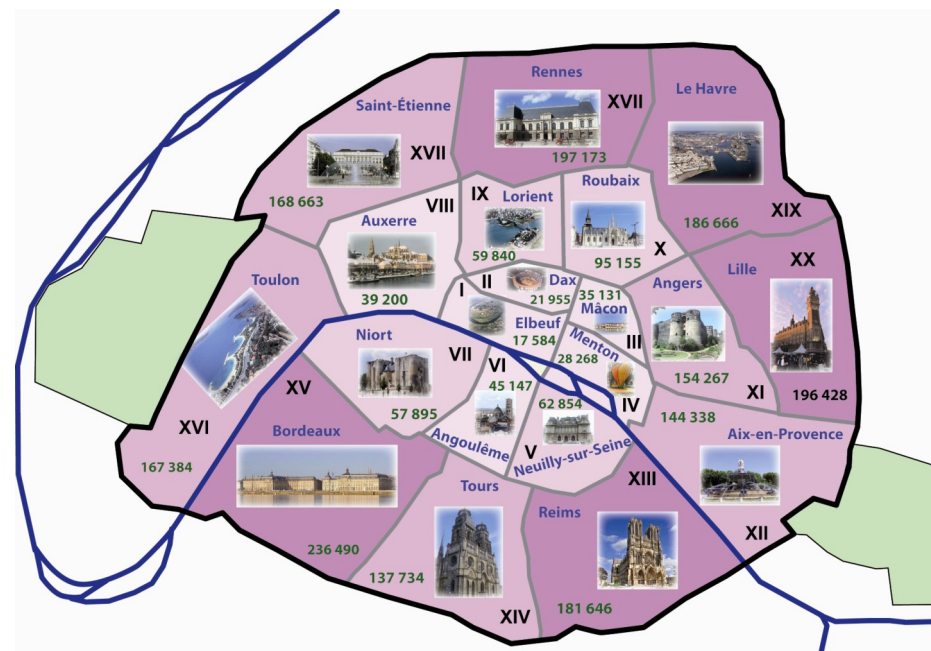 Rennes
XVII
197 173
Le Havre
186 666
XIX
Saint-Étienne
XVII
168 663
Auxerre
VIII
39 200
IX
Lorient
59 840
Roubaix
X
95 155
Lille
XX
196 428
Toulon
XVI
167 384
I
II
Dax
21 955
35 131
Mâcon
III
Angers
154 267
XI
Elbeuf
17 584
Menton
28 268
IV
Niort
VII
57 895
VI
45 147
Angoulême
62 854
V
Neuilly-sur-Seine
XV
Bordeaux
236 490
Tours
137 734
XIV
XIII
Reims
181 646
144 338
Aix-en-Provence
XII